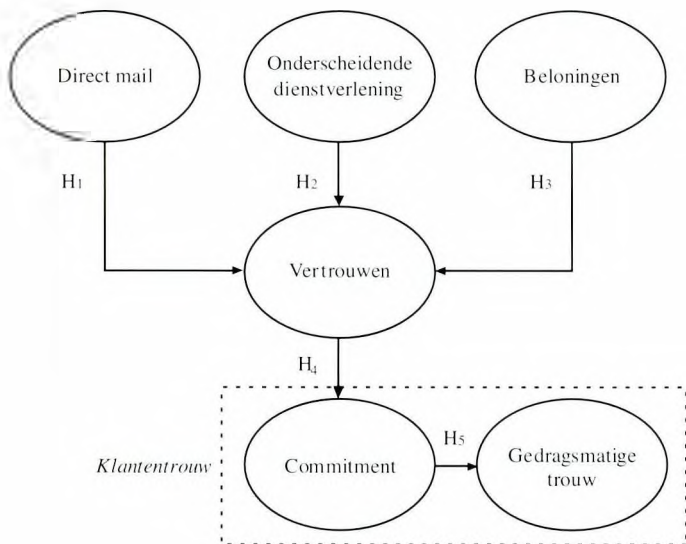 Direct mail
Onderscheidende
dienstverlening
Beloningen
H1
H2
H3
Vertrouwen
H4
Klantentrouw
Commitment
H5
Gedragsmatige
trouw